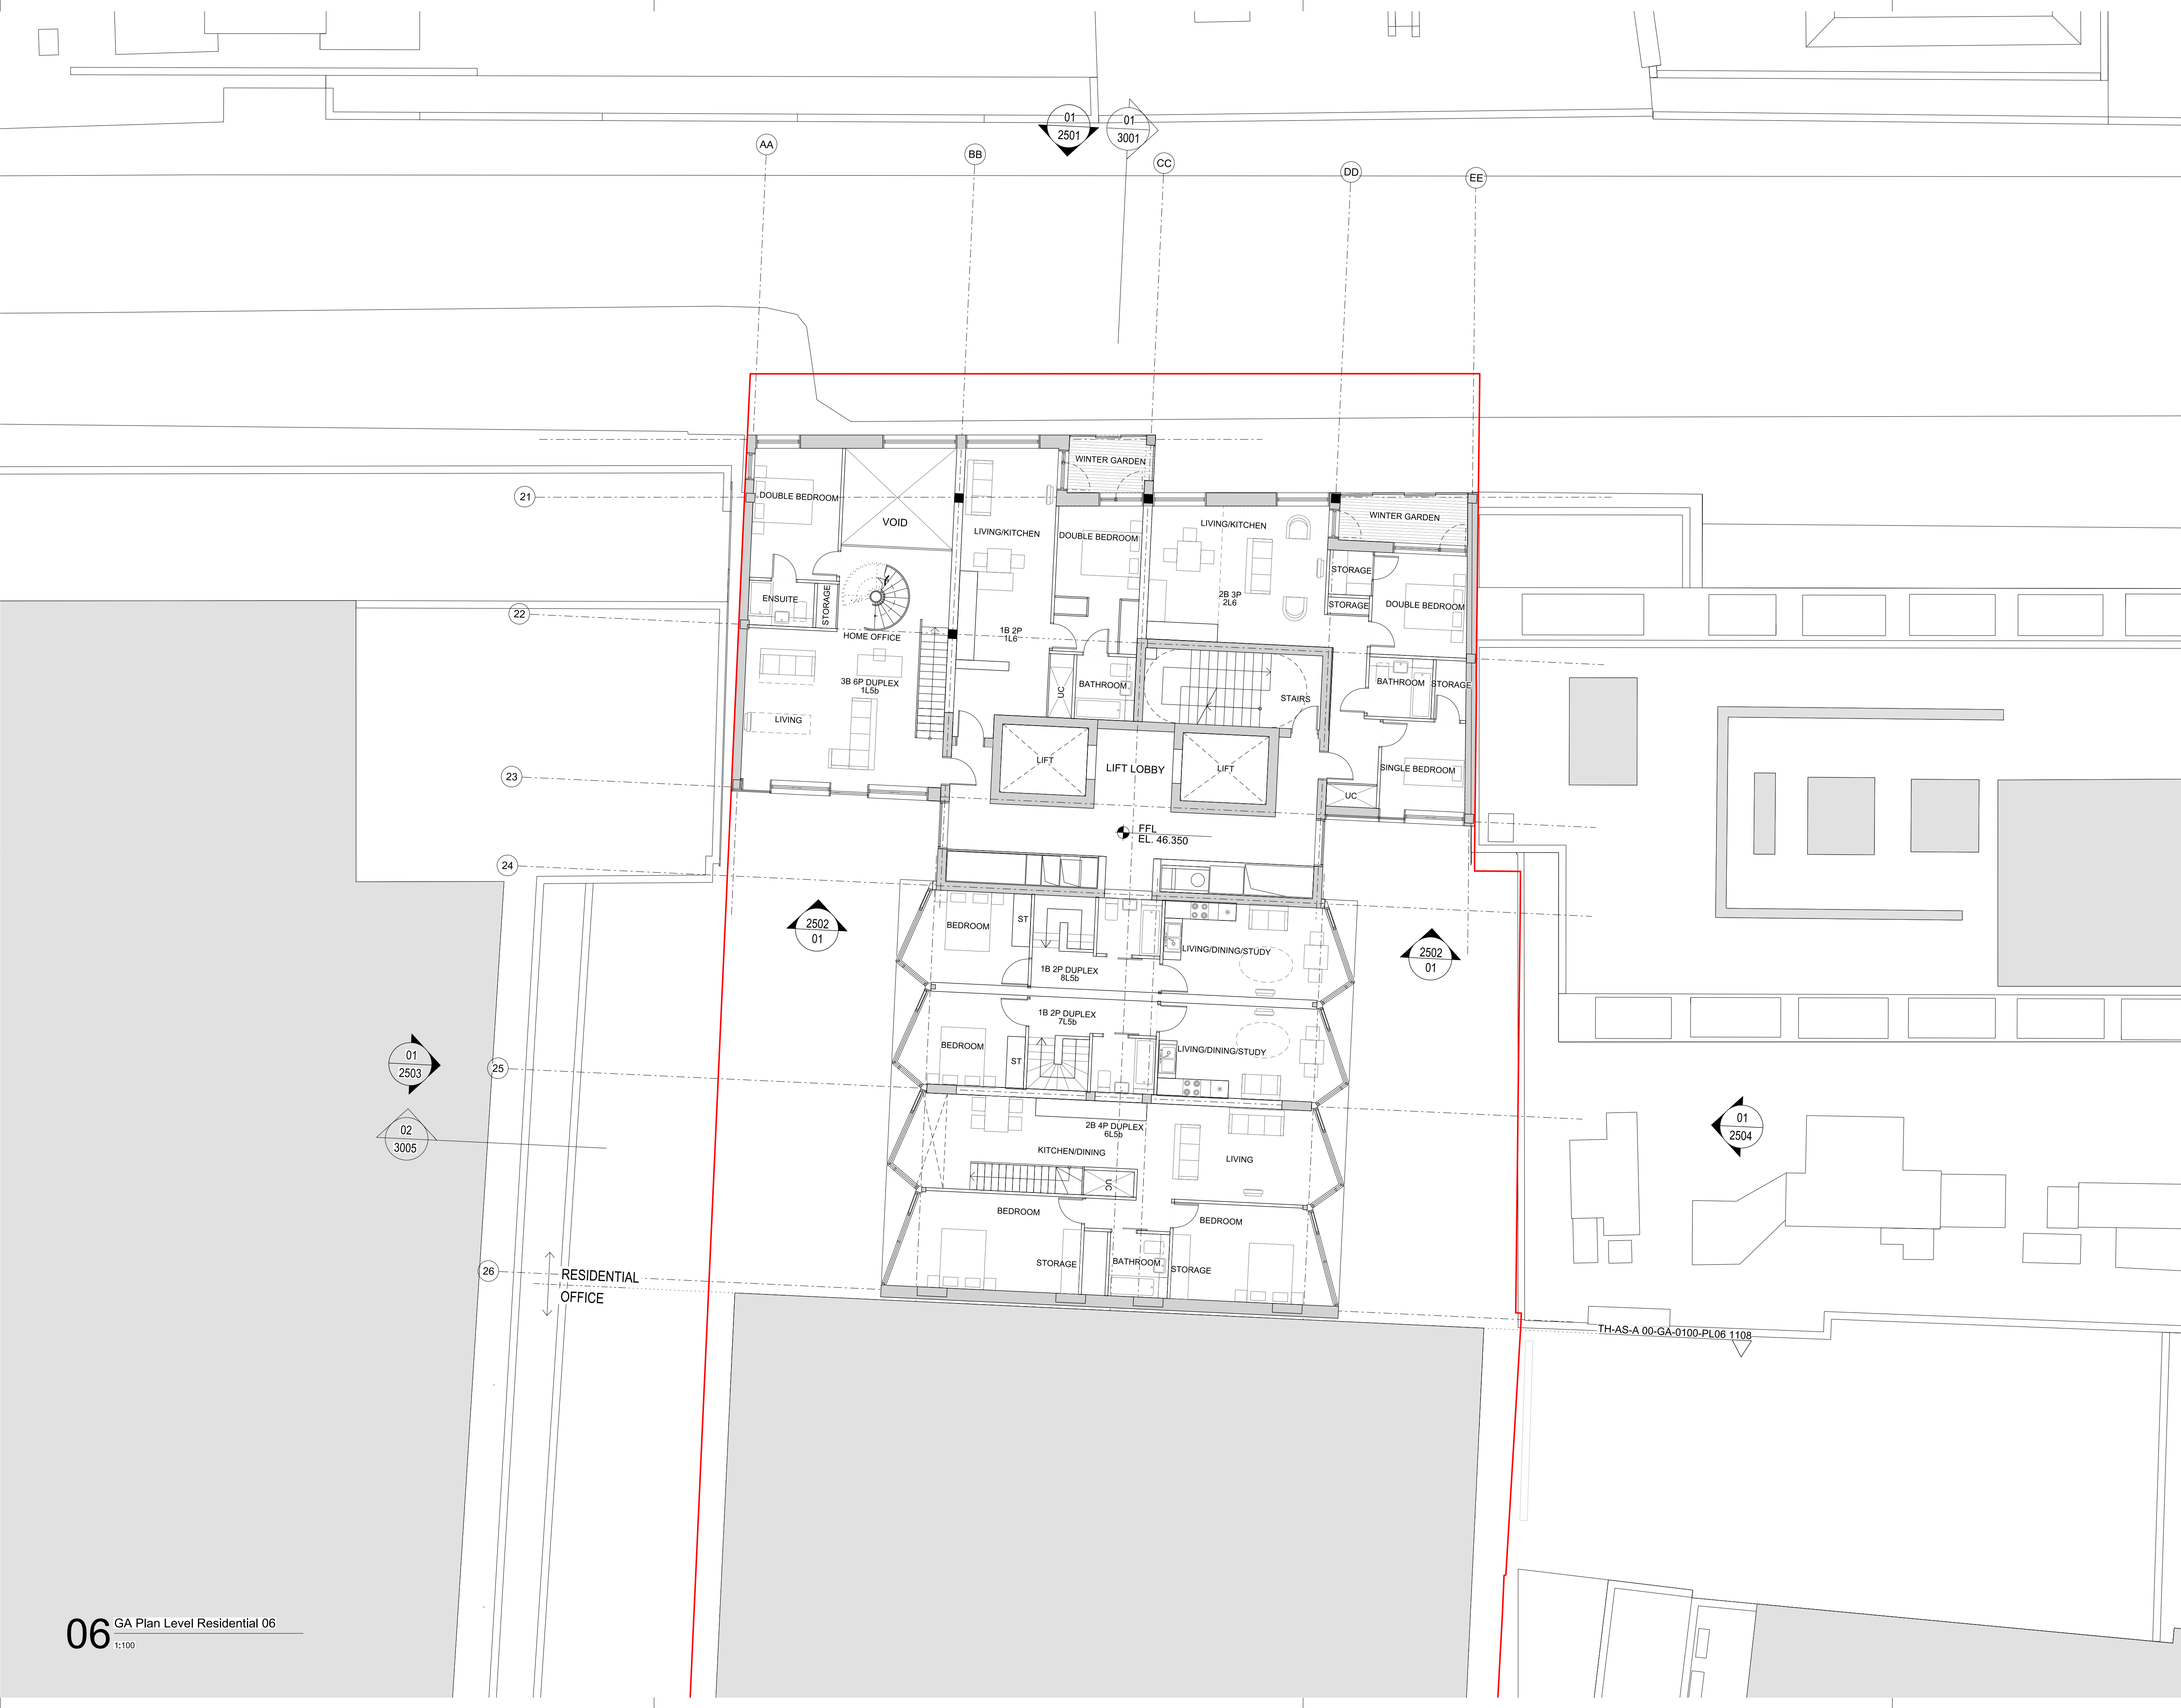 01
2501
01
3001
AA
BB
CC
DD
EE
WINTER GARDEN
21
DOUBLE BEDROOM
VOID
LIVING/KITCHEN
DOUBLE BEDROOM
LIVING/KITCHEN
WINTER GARDEN
STORAGE
STORAGE
DOUBLE BEDROOM
22
ENSUITE
STORAGE
HOME OFFICE
1B 2P
1L6
2B 3P
2L6
3B 6P DUPLEX
1L5b
LIVING
UC
BATHROOM
STAIRS
BATHROOM
STORAGE
23
LIFT
LIFT LOBBY
LIFT
SINGLE BEDROOM
UC
FFL
EL. 46.350
24
2502
01
BEDROOM
ST
1B 2P DUPLEX
8L5b
LIVING/DINING/STUDY
2502
01
1B 2P DUPLEX
7L5b
BEDROOM
ST
LIVING/DINING/STUDY
01
2503
25
02
3005
2B 4P DUPLEX
6L5b
KITCHEN/DINING
LIVING
UC
01
2504
BEDROOM
BEDROOM
STORAGE
BATHROOM
STORAGE
26
RESIDENTIAL
OFFICE
TH-AS-A 00-GA-0100-PL06 1108
06
GA Plan Level Residential 06
1:100